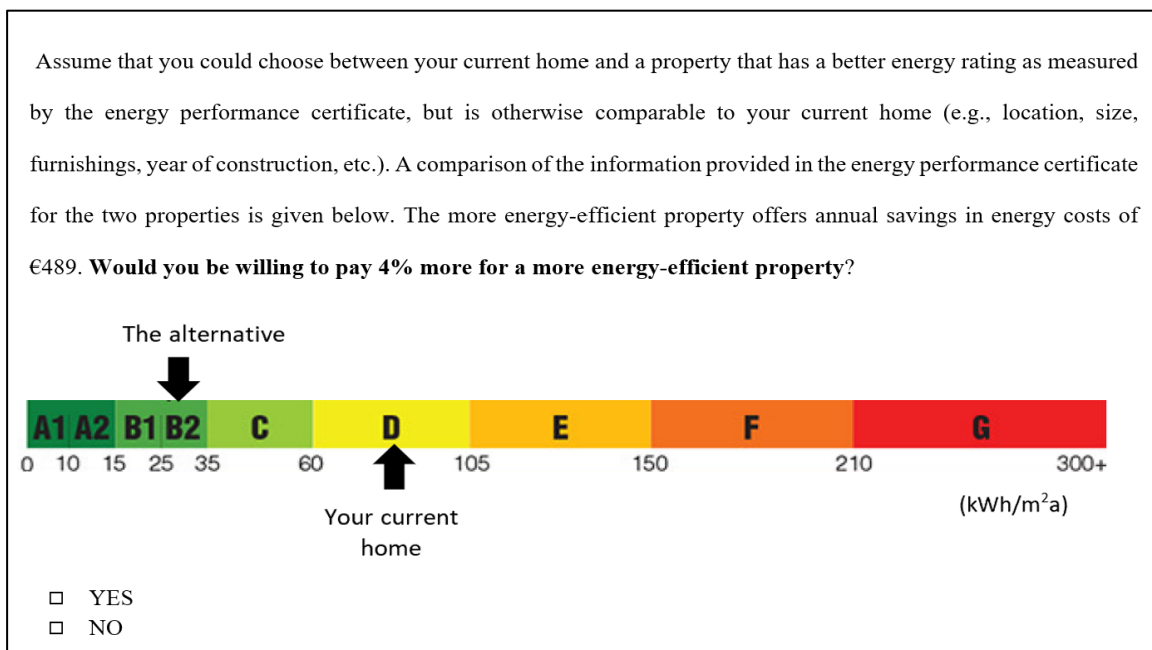 Assume that you could choose between your current home and a property that has a better energy rating as measured
by the energy performance certificate, but is otherwise comparable to your current home (e.g., location, size,
furnishings, year of construction, etc.). A comparison of the information provided in the energy performance certificate
for the two properties is given below. The more energy-efficient property offers annual savings in energy costs of
€489. Would you be willing to pay 4% more for a more energy-efficient property?
The alternative
A1 A2 B1 B2 C D E F G
0 10 15 25 35 60 105 150 210 300+
(kWh/m²a)
Your current
home
YES
NO